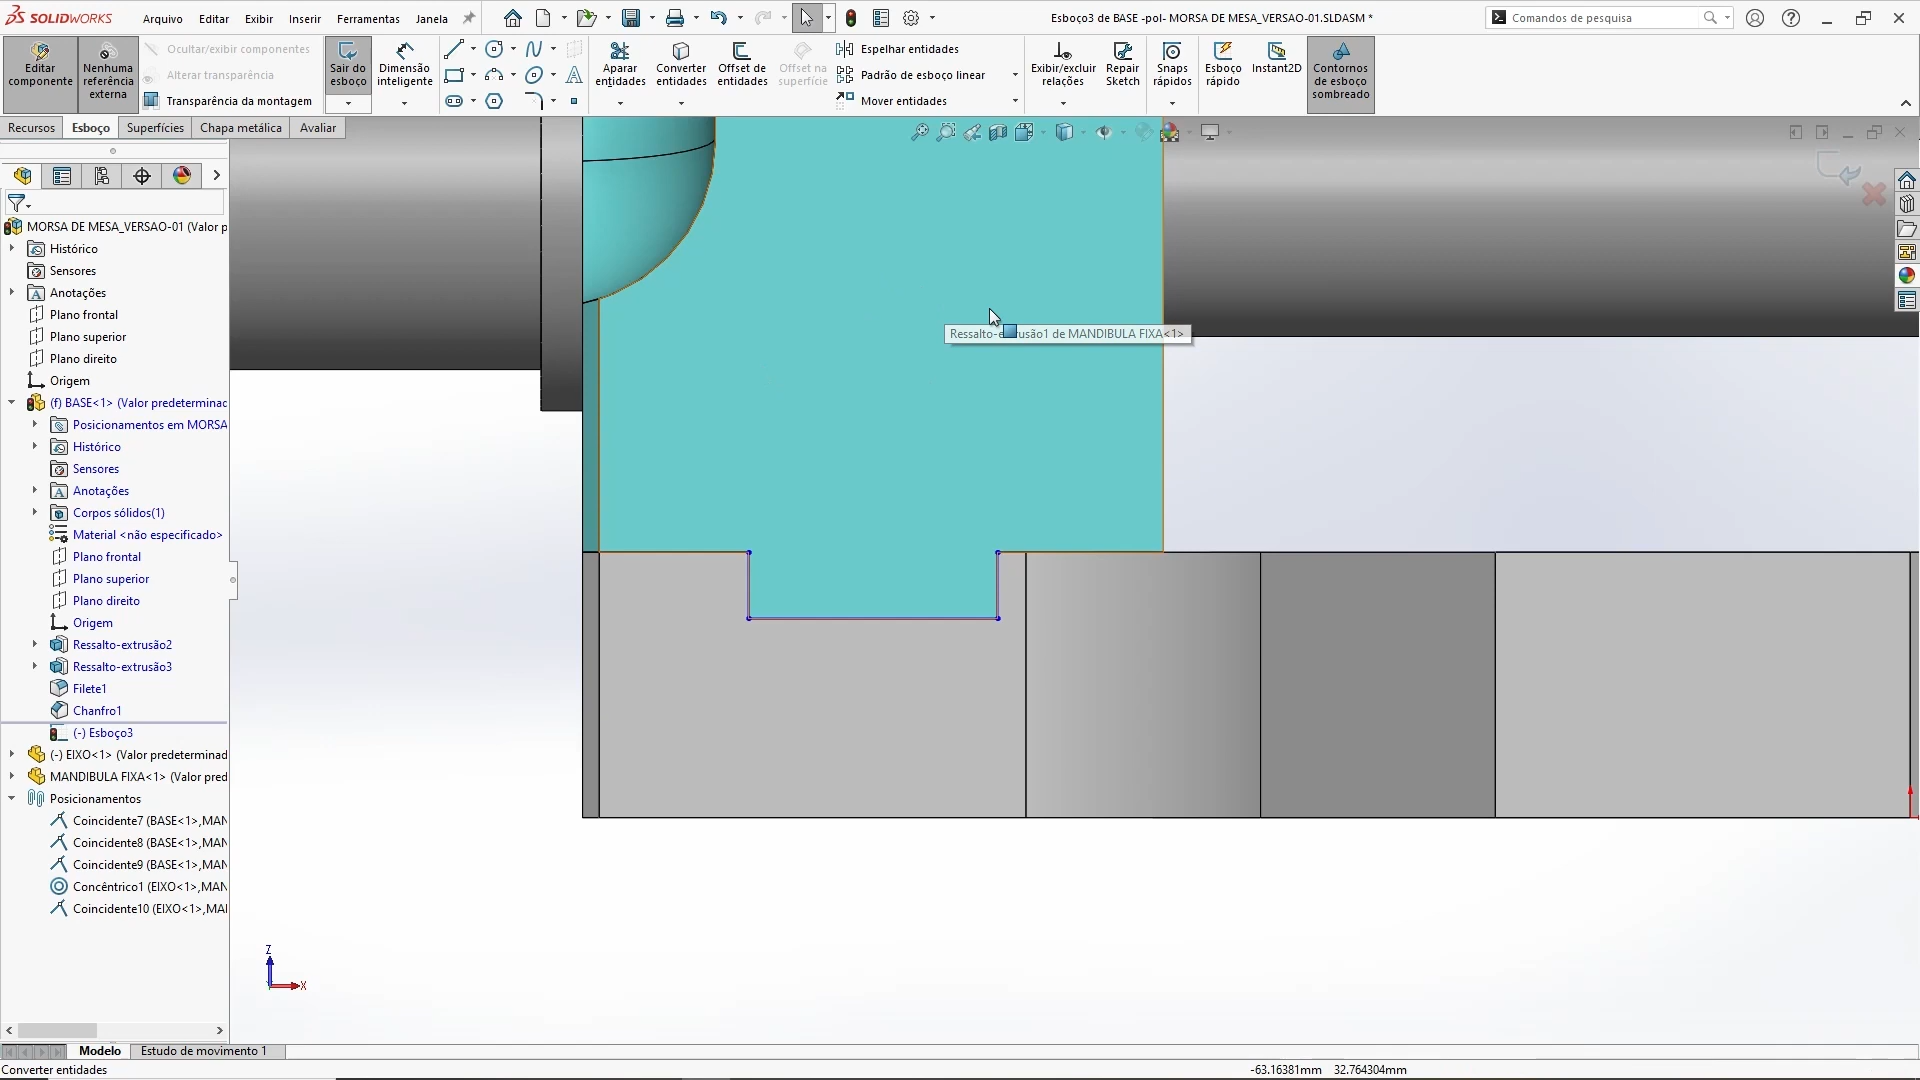 SOLIDWORKS
Arquivo
Editar
Exibir
Inserir
Ferramentas
Janela
Esboço3 de BASE -pol- MORSA DE MESA_VERSAO-01.SLDASM *
Comandos de pesquisa
Editar componente
Nenhuma referência externa
Ocultar/exibir componentes
Alterar transparência
Transparência da montagem
Sair do esboço
Dimensão inteligente
Aparar entidades
Converter entidades
Offset de entidades
Offset na superfície
Espelhar entidades
Padrão de esboço linear
Mover entidades
Exibir/excluir relações
Repair Sketch
Snaps rápidos
Esboço rápido
Instant2D
Contornos de esboço sombreado
Recursos
Esboço
Superfícies
Chapa metálica
Avaliar
MORSA DE MESA_VERSAO-01 (Valor p
Histórico
Sensores
Anotações
Plano frontal
Plano superior
Plano direito
Origem
(f) BASE<1> (Valor predeterminac
Posicionamentos em MORSA
Histórico
Sensores
Anotações
Corpos sólidos(1)
Material <não especificado>
Plano frontal
Plano superior
Plano direito
Origem
Ressalto-extrusão2
Ressalto-extrusão3
Filete1
Chanfro1
(-) Esboço3
(-) EIXO<1> (Valor predeterminad
MANDIBULA FIXA<1> (Valor pred
Posicionamentos
Coincidente7 (BASE<1>,MAN
Coincidente8 (BASE<1>,MAN
Coincidente9 (BASE<1>,MAN
Concêntrico1 (EIXO<1>,MAN
Coincidente10 (EIXO<1>,MAI
Ressalto-extrusão1 de MANDIBULA FIXA<1>
Z
X
Modelo
Estudo de movimento 1
Converter entidades
-63.16381mm
32.764304mm